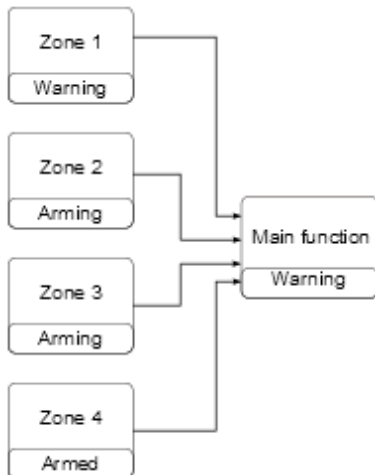 Zone 1
Warning
Zone 2
Arming
Zone 3
Arming
Zone 4
Armed
Main function
Warning